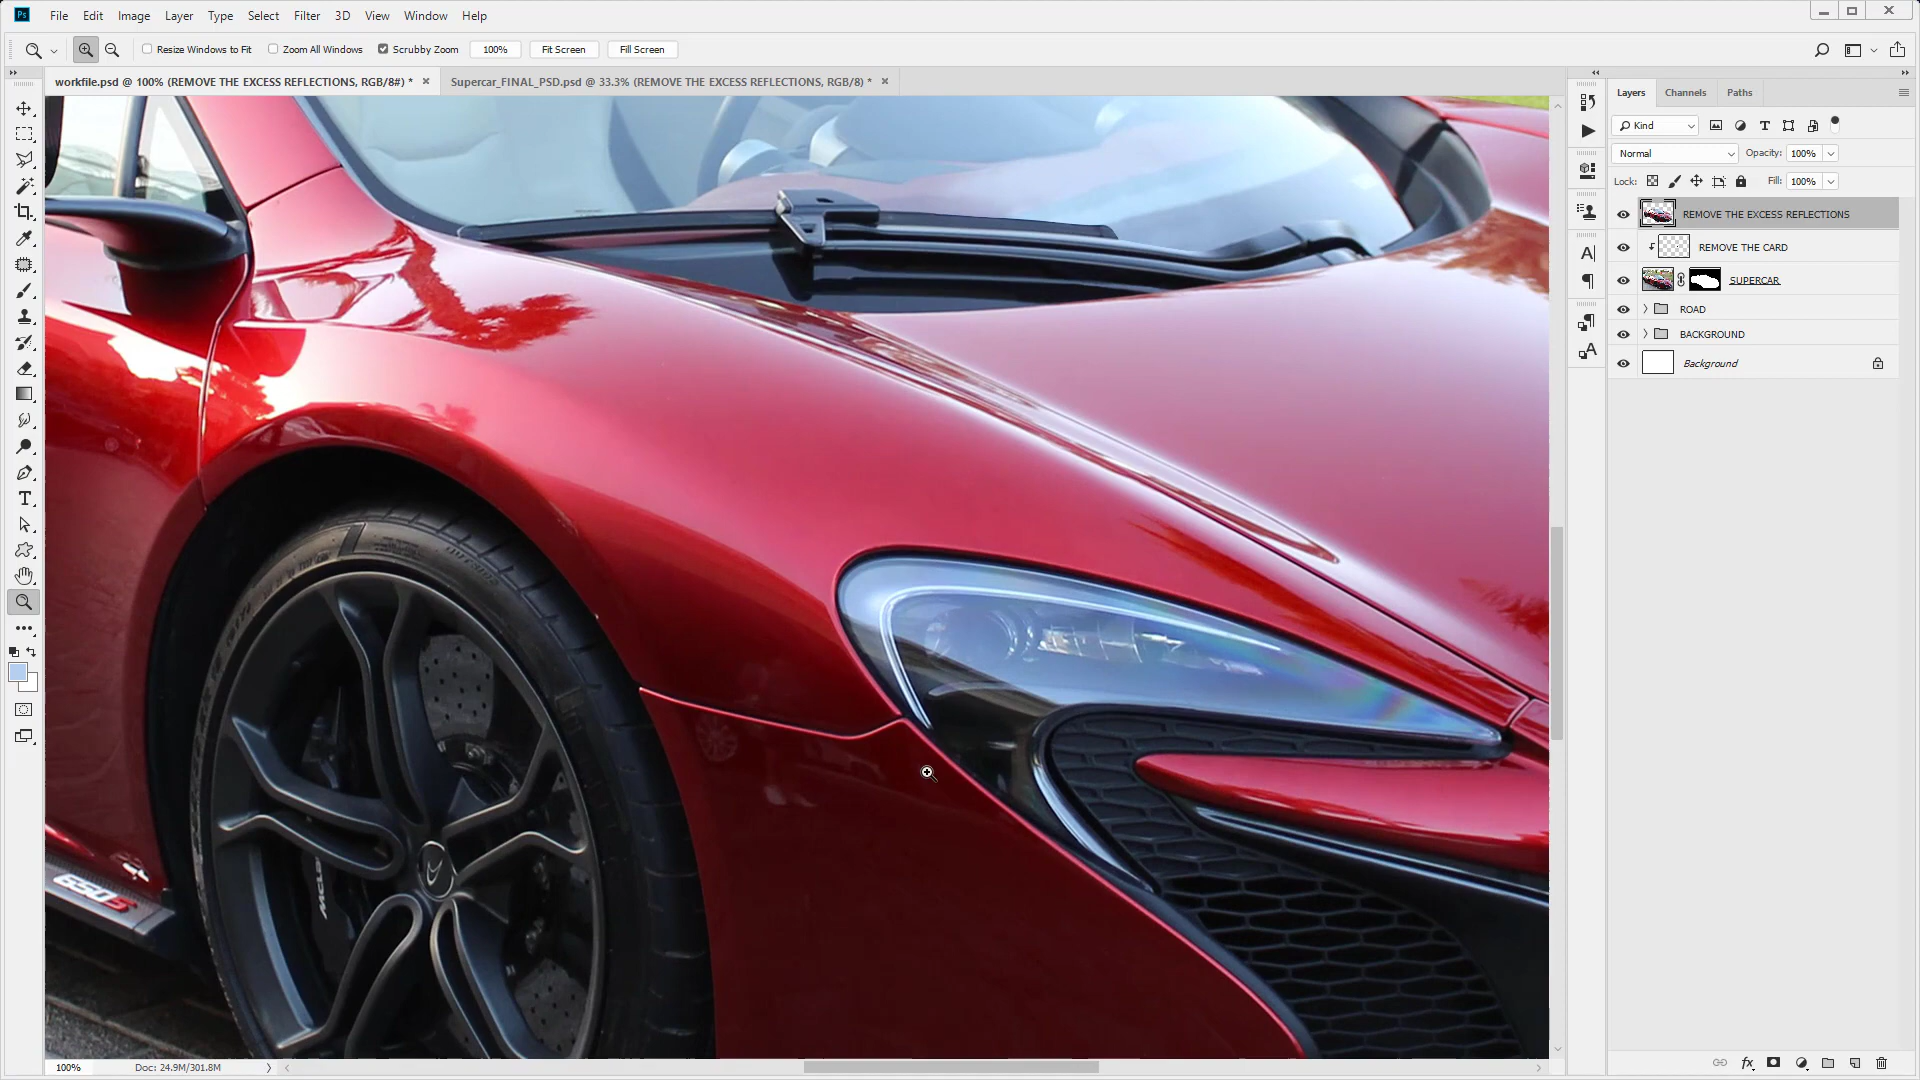 File Edit Image Layer Type Select Filter 3D View Window Help
Resize Windows to Fit Zoom All Windows Scrubby Zoom 100% Fit Screen Fill Screen
workfile.psd @ 100% (REMOVE THE EXCESS REFLECTIONS, RGB/8#) *
Supercar_FINAL_PSD.psd @ 33.3% (REMOVE THE EXCESS REFLECTIONS, RGB/8) *
Layers Channels Paths
Kind
Normal Opacity: 100%
Lock: Fill: 100%
REMOVE THE EXCESS REFLECTIONS
REMOVE THE CARD
SUPERCAR
ROAD
BACKGROUND
Background
650S
100% Doc: 24.9M/301.8M